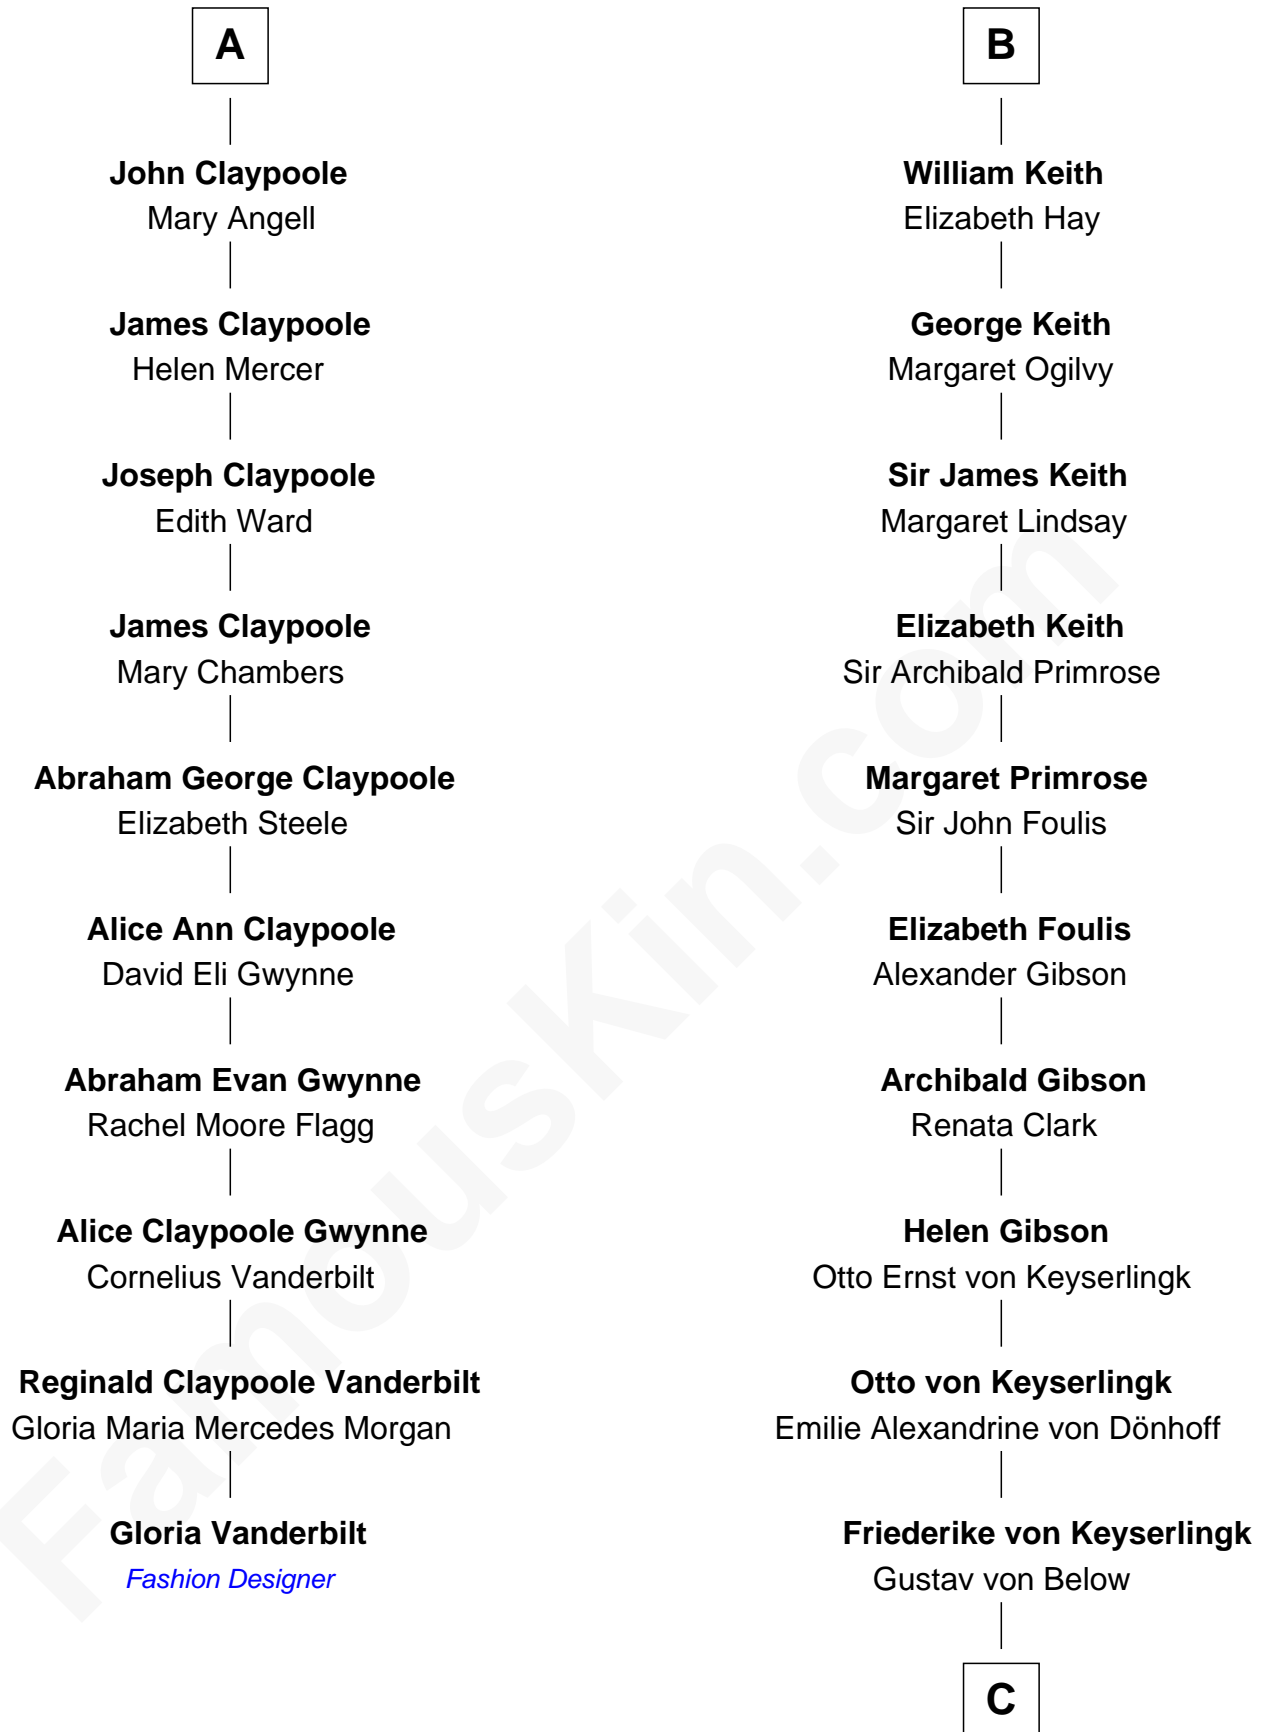 A
John Claypoole
Mary Angell
James Claypoole
Helen Mercer
Joseph Claypoole
Edith Ward
James Claypoole
Mary Chambers
Abraham George Claypoole
Elizabeth Steele
Alice Ann Claypoole
David Eli Gwynne
Abraham Evan Gwynne
Rachel Moore Flagg
Alice Claypoole Gwynne
Cornelius Vanderbilt
Reginald Claypoole Vanderbilt
Gloria Maria Mercedes Morgan
Gloria Vanderbilt
Fashion Designer
B
William Keith
Elizabeth Hay
George Keith
Margaret Ogilvy
Sir James Keith
Margaret Lindsay
Elizabeth Keith
Sir Archibald Primrose
Margaret Primrose
Sir John Foulis
Elizabeth Foulis
Alexander Gibson
Archibald Gibson
Renata Clark
Helen Gibson
Otto Ernst von Keyserlingk
Otto von Keyserlingk
Emilie Alexandrine von Dönhoff
Friederike von Keyserlingk
Gustav von Below
C
FamousKin.com